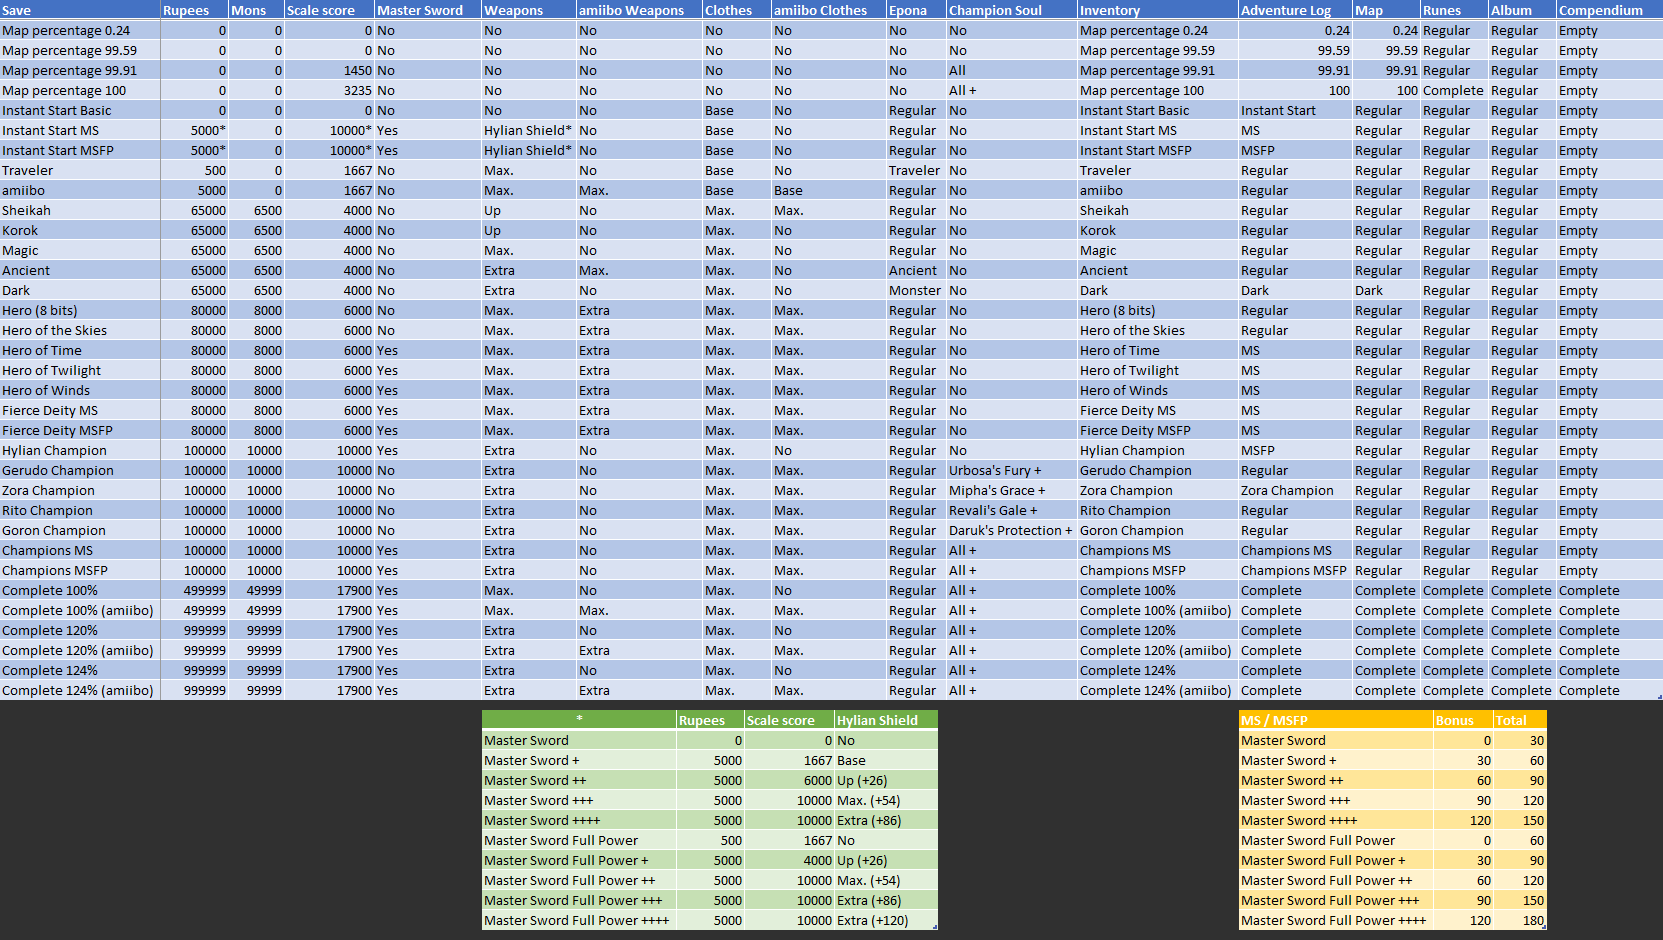 Save Rupees Mons Scale score Master Sword Weapons amiibo Weapons Clothes amiibo Clothes Epona Champion Soul Inventory Adventure Log Map Runes Album Compendium
Map percentage 0.24 0 0 0 No No No No No No No Map percentage 0.24 0.24 0.24 Regular Regular Empty
Map percentage 99.59 0 0 0 No No No No No No No Map percentage 99.59 99.59 99.59 Regular Regular Empty
Map percentage 99.91 0 0 1450 No No No No No No All Map percentage 99.91 99.91 99.91 Regular Regular Empty
Map percentage 100 0 0 3235 No No No No No No All + Map percentage 100 100 100 Complete Regular Empty
Instant Start Basic 0 0 0 No No No Base No Regular No Instant Start Basic Instant Start Regular Regular Regular Empty
Instant Start MS 5000* 0 10000* Yes Hylian Shield* No Base No Regular No Instant Start MS MS Regular Regular Regular Empty
Instant Start MSFP 5000* 0 10000* Yes Hylian Shield* No Base No Regular No Instant Start MSFP MSFP Regular Regular Regular Empty
Traveler 500 0 1667 No Max. No Base No Traveler No Traveler Regular Regular Regular Regular Empty
amiibo 5000 0 1667 No Max. Max. Base Base Regular No amiibo Regular Regular Regular Regular Empty
Sheikah 65000 6500 4000 No Up No Max. Max. Regular No Sheikah Regular Regular Regular Regular Empty
Korok 65000 6500 4000 No Up No Max. No Regular No Korok Regular Regular Regular Regular Empty
Magic 65000 6500 4000 No Max. No Max. No Regular No Magic Regular Regular Regular Regular Empty
Ancient 65000 6500 4000 No Extra Max. Max. No Ancient No Ancient Regular Regular Regular Regular Empty
Dark 65000 6500 4000 No Extra No Max. No Monster No Dark Dark Dark Regular Regular Empty
Hero (8 bits) 80000 8000 6000 No Max. Extra Max. Max. Regular No Hero (8 bits) Regular Regular Regular Regular Empty
Hero of the Skies 80000 8000 6000 No Max. Extra Max. Max. Regular No Hero of the Skies Regular Regular Regular Regular Empty
Hero of Time 80000 8000 6000 Yes Max. Extra Max. Max. Regular No Hero of Time MS Regular Regular Regular Empty
Hero of Twilight 80000 8000 6000 Yes Max. Extra Max. Max. Regular No Hero of Twilight MS Regular Regular Regular Empty
Hero of Winds 80000 8000 6000 Yes Max. Extra Max. Max. Regular No Hero of Winds MS Regular Regular Regular Empty
Fierce Deity MS 80000 8000 6000 Yes Max. Extra Max. Max. Regular No Fierce Deity MS MS Regular Regular Regular Empty
Fierce Deity MSFP 80000 8000 6000 Yes Max. Extra Max. Max. Regular No Fierce Deity MSFP MS Regular Regular Regular Empty
Hylian Champion 100000 10000 10000 Yes Extra No Max. No Regular No Hylian Champion MSFP Regular Regular Regular Empty
Gerudo Champion 100000 10000 10000 No Extra No Max. Max. Regular Urbosa's Fury + Gerudo Champion Regular Regular Regular Regular Empty
Zora Champion 100000 10000 10000 No Extra No Max. Max. Regular Mipha's Grace + Zora Champion Zora Champion Regular Regular Regular Empty
Rito Champion 100000 10000 10000 No Extra No Max. Max. Regular Revali's Gale + Rito Champion Regular Regular Regular Regular Empty
Goron Champion 100000 10000 10000 No Extra No Max. Max. Regular Daruk's Protection + Goron Champion Regular Regular Regular Regular Empty
Champions MS 100000 10000 10000 Yes Extra No Max. Max. Regular All + Champions MS Champions MS Regular Regular Regular Empty
Champions MSFP 100000 10000 10000 Yes Extra No Max. Max. Regular All + Champions MSFP Champions MSFP Regular Regular Regular Empty
Complete 100% 499999 49999 17900 Yes Max. No Max. No Regular All + Complete 100% Complete Complete Complete Complete Complete
Complete 100% (amiibo) 499999 49999 17900 Yes Max. Max. Max. Max. Regular All + Complete 100% (amiibo) Complete Complete Complete Complete Complete
Complete 120% 999999 99999 17900 Yes Extra No Max. No Regular All + Complete 120% Complete Complete Complete Complete Complete
Complete 120% (amiibo) 999999 99999 17900 Yes Extra Extra Max. Max. Regular All + Complete 120% (amiibo) Complete Complete Complete Complete Complete
Complete 124% 999999 99999 17900 Yes Extra No Max. No Regular All + Complete 124% Complete Complete Complete Complete Complete
Complete 124% (amiibo) 999999 99999 17900 Yes Extra Extra Max. Max. Regular All + Complete 124% (amiibo) Complete Complete Complete Complete Complete
* Rupees Scale score Hylian Shield
Master Sword 0 0 No
Master Sword + 5000 1667 Base
Master Sword ++ 5000 6000 Up (+26)
Master Sword +++ 5000 10000 Max. (+54)
Master Sword ++++ 5000 10000 Extra (+86)
Master Sword Full Power 500 1667 No
Master Sword Full Power + 5000 4000 Up (+26)
Master Sword Full Power ++ 5000 10000 Max. (+54)
Master Sword Full Power +++ 5000 10000 Extra (+86)
Master Sword Full Power ++++ 5000 10000 Extra (+120)
MS / MSFP Bonus Total
Master Sword 0 30
Master Sword + 30 60
Master Sword ++ 60 90
Master Sword +++ 90 120
Master Sword ++++ 120 150
Master Sword Full Power 0 60
Master Sword Full Power + 30 90
Master Sword Full Power ++ 60 120
Master Sword Full Power +++ 90 150
Master Sword Full Power ++++ 120 180